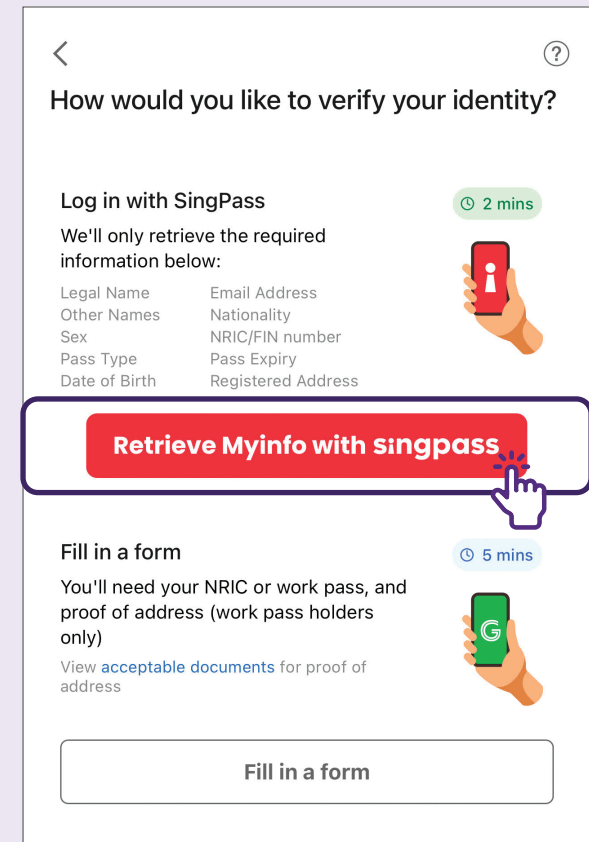 ?
How would you like to verify your identity?
Log in with SingPass
2 mins
We'll only retrieve the required
information below:
Legal Name Email Address
Other Names Nationality
Sex NRIC/FIN number
Pass Type Pass Expiry
Date of Birth Registered Address
Retrieve Myinfo with singpass
Fill in a form
5 mins
You'll need your NRIC or work pass, and
proof of address (work pass holders
only)
G
View acceptable documents for proof of
address
Fill in a form